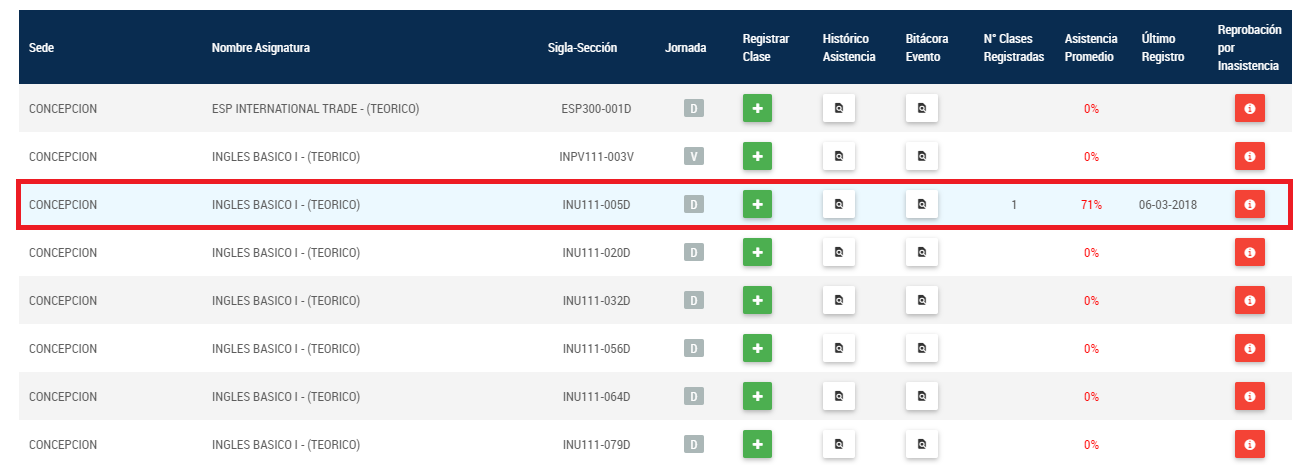 Sede Nombre Asignatura Sigla-Sección Jornada Registrar Clase Histórico Asistencia Bitácora Evento N° Clases Registradas Asistencia Promedio Último Registro Reprobación por Inasistencia
CONCEPCION ESP INTERNATIONAL TRADE - (TEORICO) ESP300-001D D 0%
CONCEPCION INGLES BASICO I - (TEORICO) INPV111-003V V 0%
CONCEPCION INGLES BASICO I - (TEORICO) INU111-005D D 1 71% 06-03-2018
CONCEPCION INGLES BASICO I - (TEORICO) INU111-020D D 0%
CONCEPCION INGLES BASICO I - (TEORICO) INU111-032D D 0%
CONCEPCION INGLES BASICO I - (TEORICO) INU111-056D D 0%
CONCEPCION INGLES BASICO I - (TEORICO) INU111-064D D 0%
CONCEPCION INGLES BASICO I - (TEORICO) INU111-079D D 0%